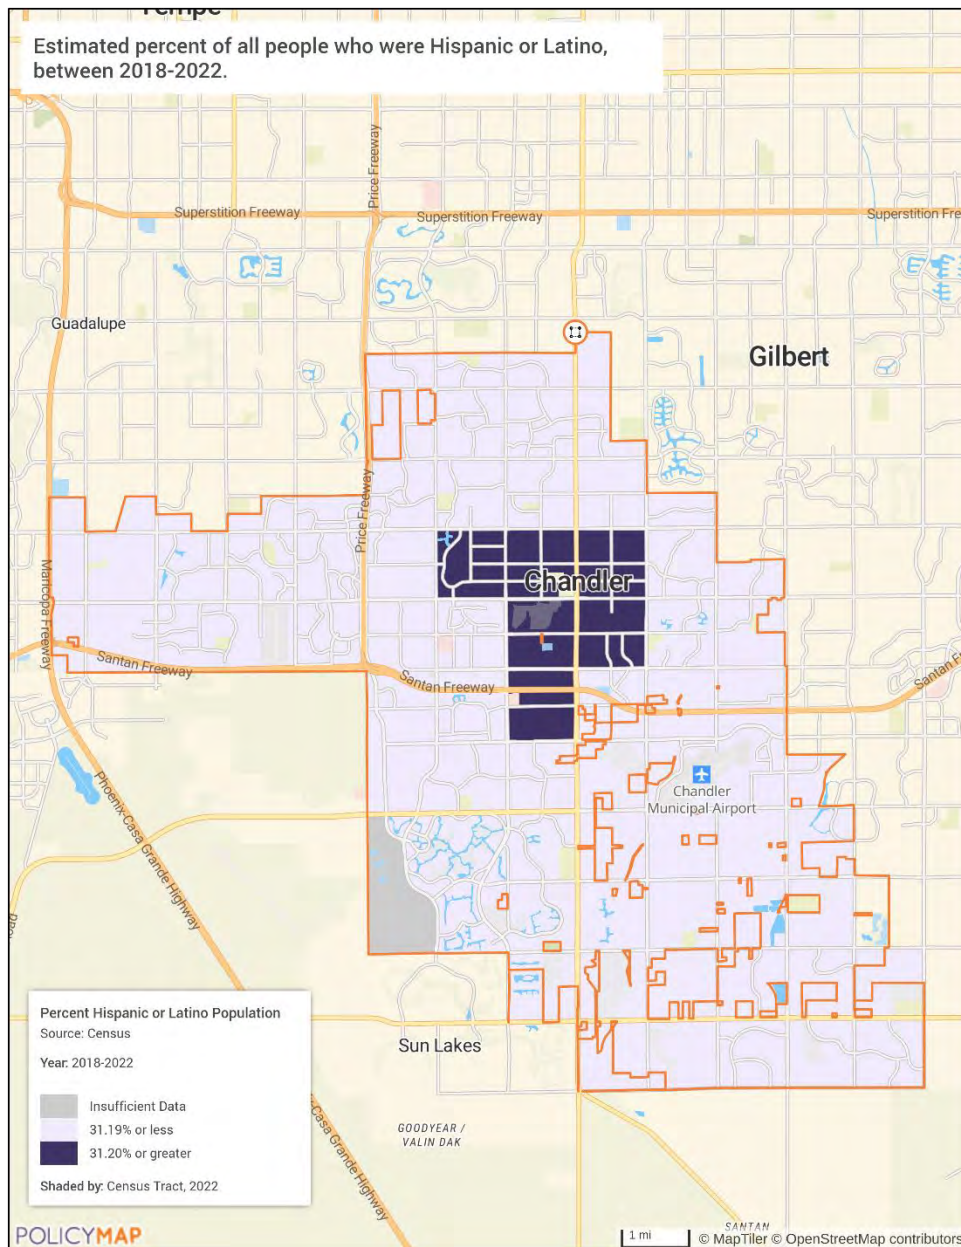 Tempe
Estimated percent of all people who were Hispanic or Latino,
between 2018-2022.
Price Freeway
Superstition Freeway
Superstition Freeway
Superstition Fre
Guadalupe
Gilbert
Price Freeway
Maricopa Freeway
Chandler
Santan Freeway
Santan Freeway
Santan Fr
Chandler
Municipal Airport
Phoenix-Casa Grande Highway
Sun Lakes
Percent Hispanic or Latino Population
Source: Census
Year: 2018-2022
Insufficient Data
31.19% or less
31.20% or greater
Shaded by: Census Tract, 2022
-Casa Grande Highway
GOODYEAR /
VALIN DAK
SANTAN
POLICYMAP
1 mi
© MapTiler © OpenStreetMap contributors